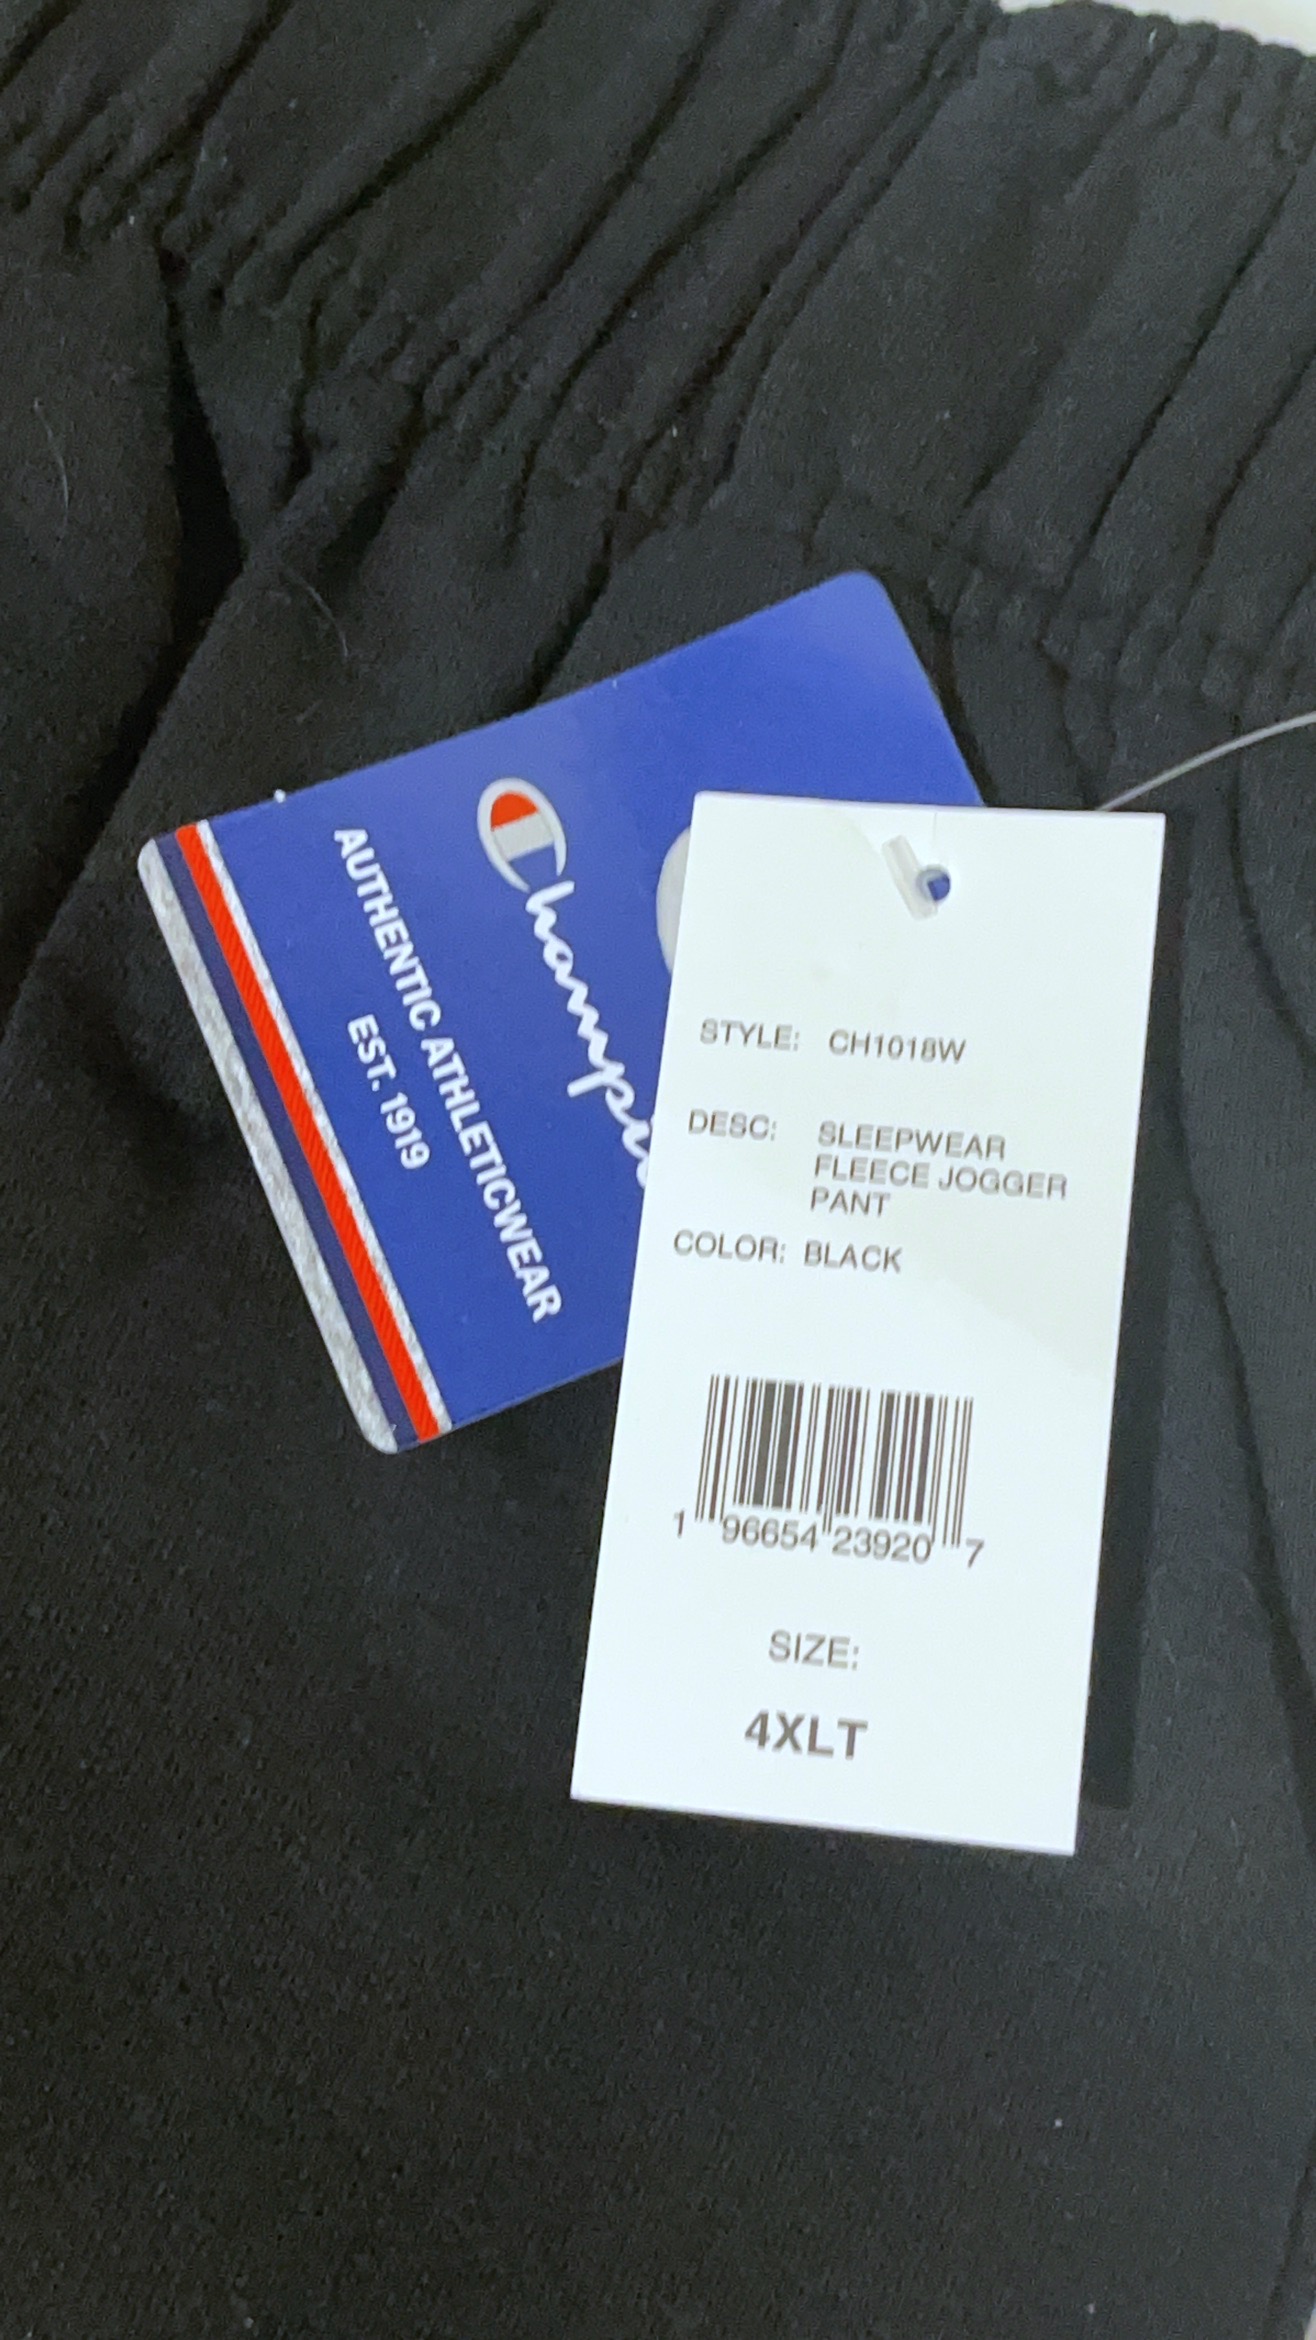 Champi
AUTHENTIC ATHLETICWEAR
EST. 1919
STYLE: CH1018W
DESC: SLEEPWEAR
FLEECE JOGGER
PANT
COLOR: BLACK
1 96654 23920 7
SIZE:
4XLT